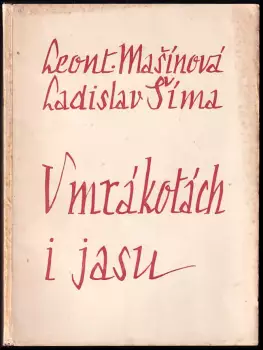 Leont. Mašínová
Ladislav Šíma
V mrákotách
i jasu